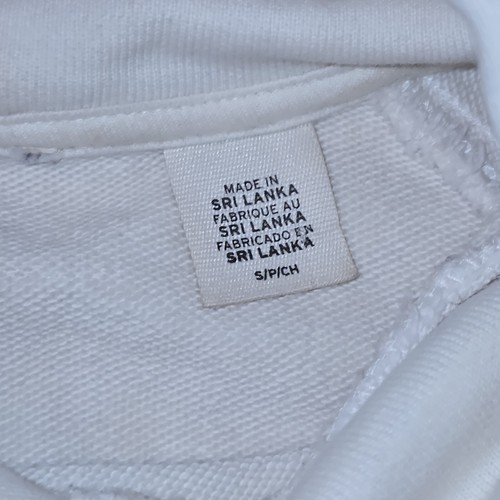 MADE IN
SRI LANKA
FABRIQUE AU
SRI LANKA
FABRICADO EN
SRI LANKA
S/P/CH